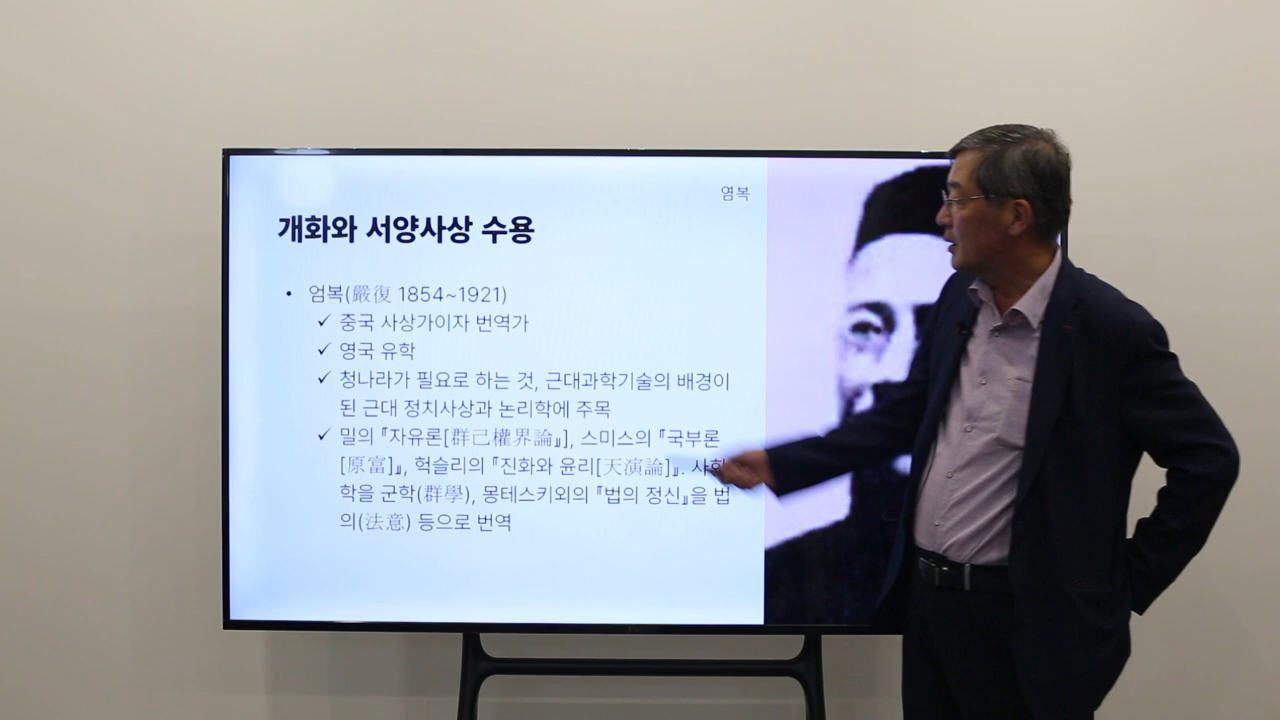 염복
개화와 서양사상 수용
• 엄복(嚴復 1854~1921)
✓ 중국 사상가이자 번역가
✓ 영국 유학
✓ 청나라가 필요로 하는 것, 근대과학기술의 배경이
된 근대 정치사상과 논리학에 주목
✓ 밀의 『자유론[群己權界論』], 스미스의 『국부론
[原富]』, 헉슬리의 『진화와 윤리[天演論]』.
학을 군학(群學), 몽테스키외의 『법의 정신』을 법
의(法意) 등으로 번역